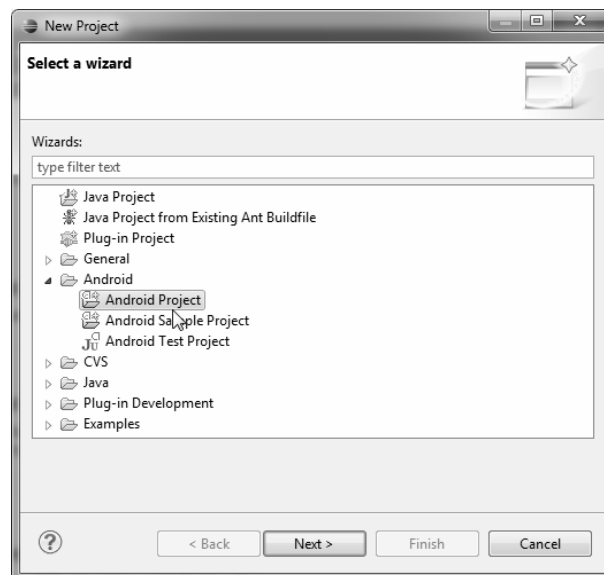 New Project
Select a wizard
Wizards:
type filter text
Java Project
Java Project from Existing Ant Buildfile
Plug-in Project
General
Android
Android Project
Android Sample Project
Android Test Project
CVS
Java
Plug-in Development
Examples
< Back
Next >
Finish
Cancel